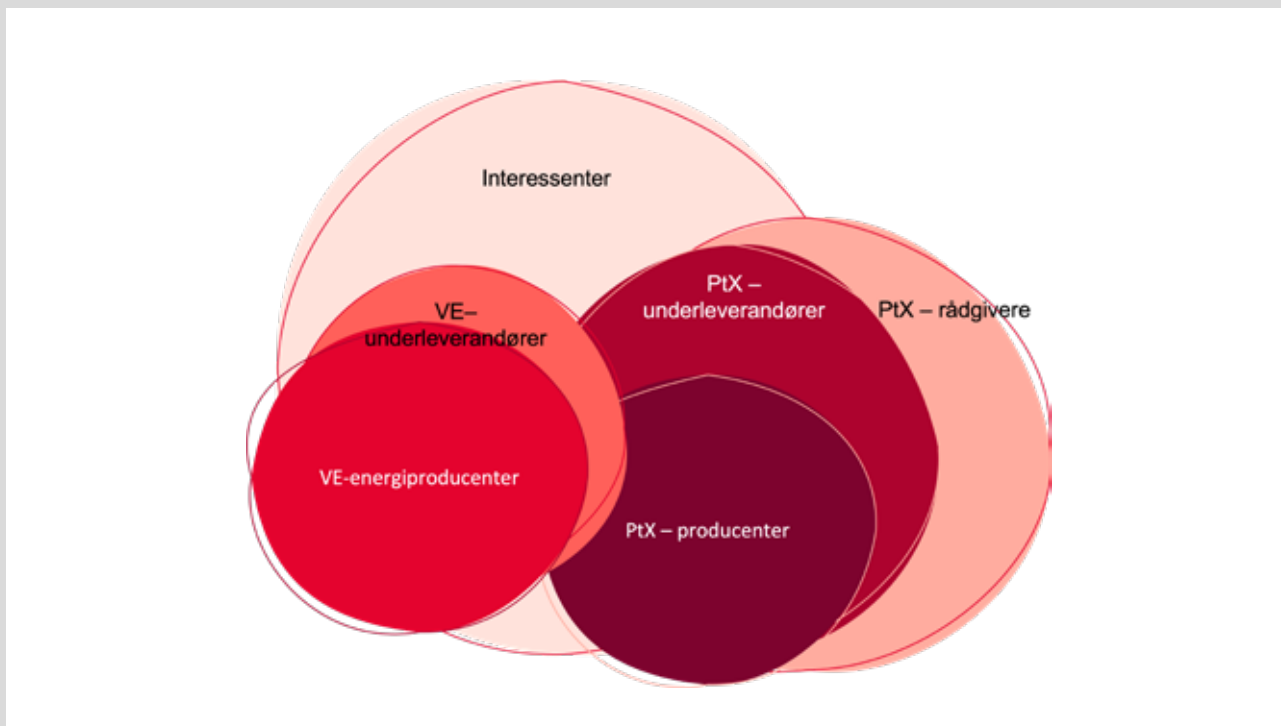 Interessenter
VE–
underleverandører
PtX –
underleverandører
PtX – rådgivere
VE-energiproducenter
PtX – producenter